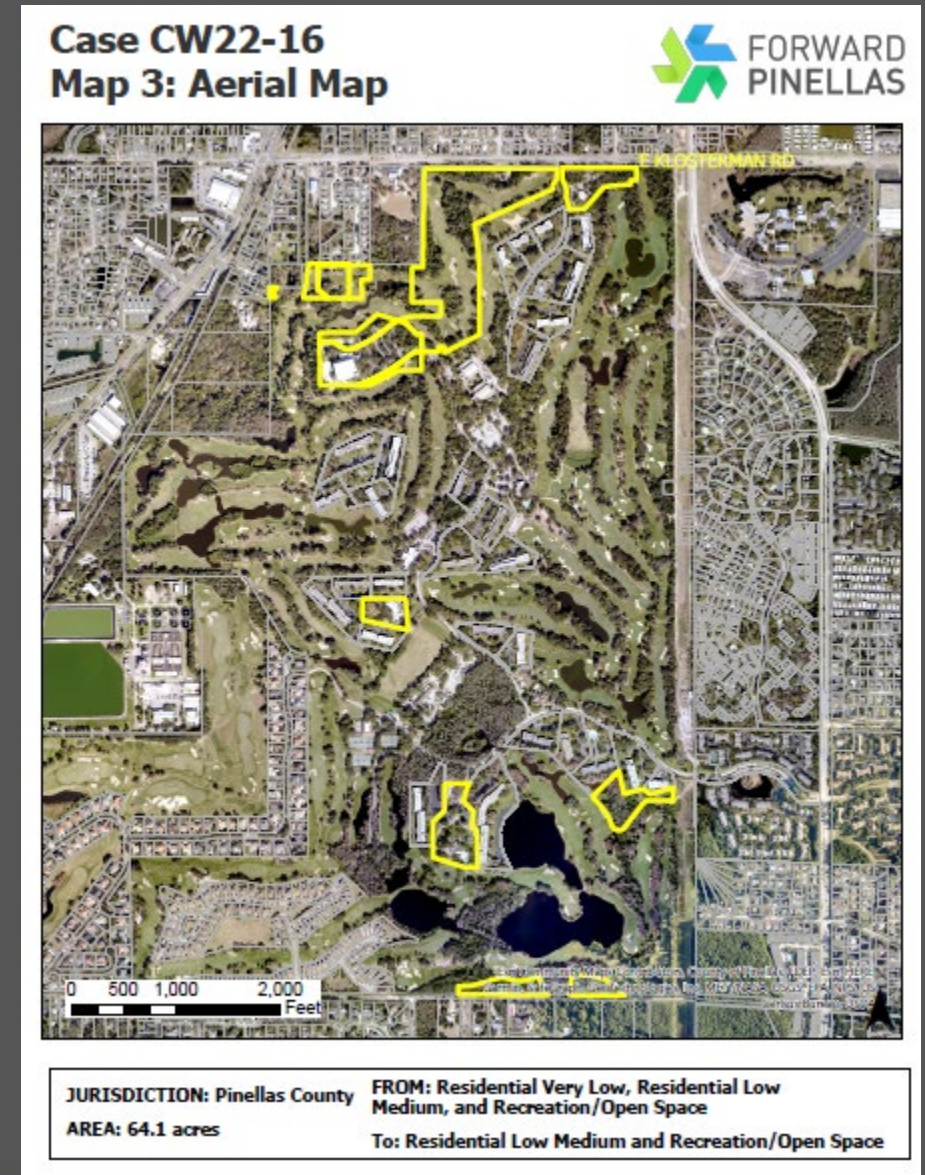 Case CW22-16
Map 3: Aerial Map
FORWARD
PINELLAS
E KLOSTERMAN RD
0 500 1,000 2,000
Feet
JURISDICTION: Pinellas County
AREA: 64.1 acres
FROM: Residential Very Low, Residential Low
Medium, and Recreation/Open Space
To: Residential Low Medium and Recreation/Open Space